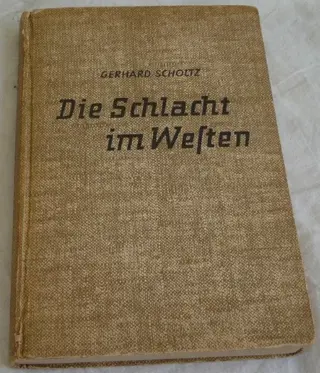 GERHARD SCHOLTZ
Die Schlacht
im Weſten